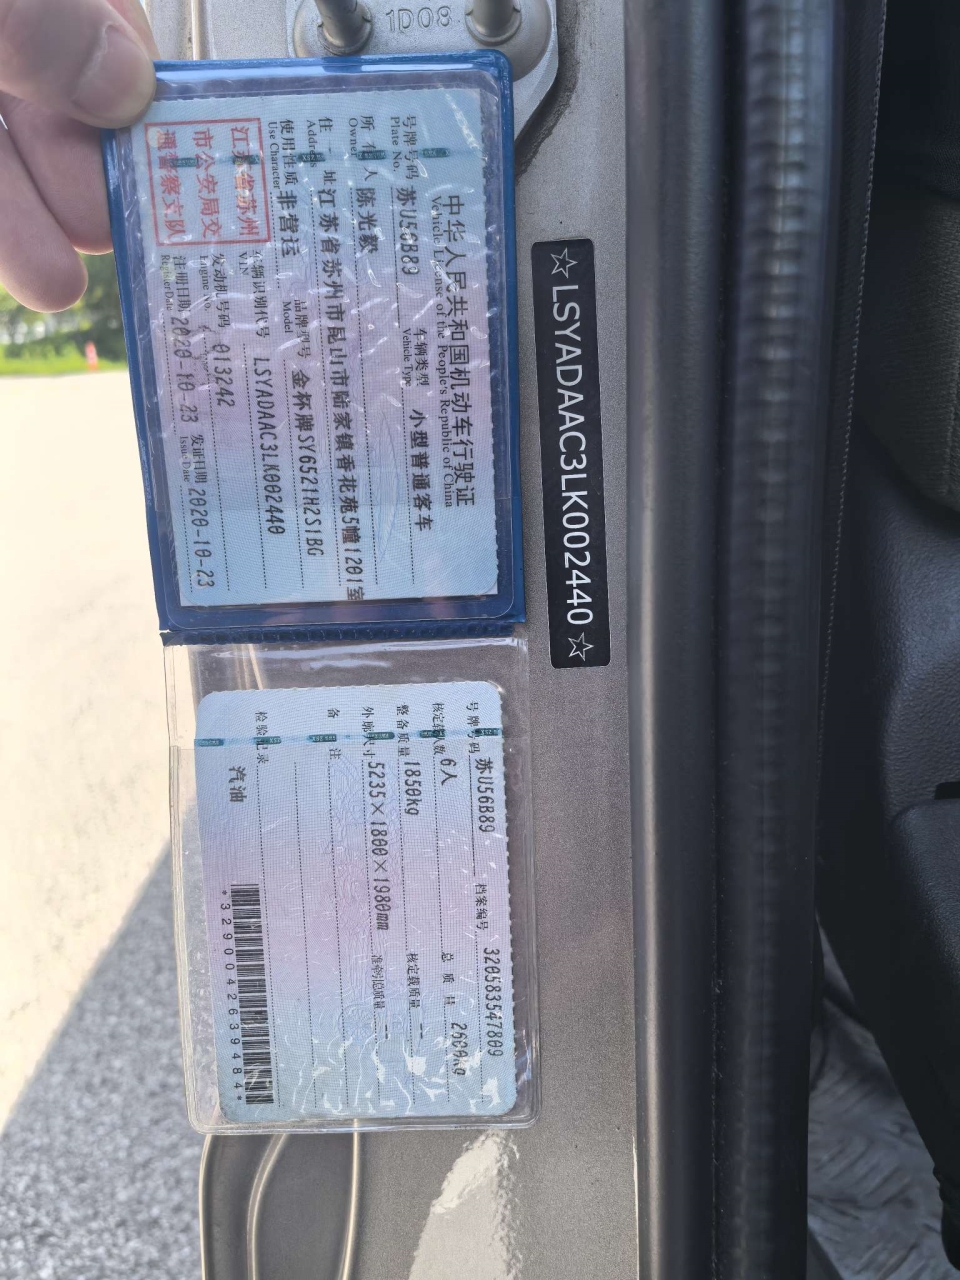 1D08
中华人民共和国机动车行驶证
Vehicle License of the People's Republic of China
号牌号码 苏U56B89 车辆类型 小型普通客车
Plate No. Vehicle Type
所有人 陈光毅
Owner
住址 江苏省苏州市昆山市陆家镇香花苑5幢1201室
Address
使用性质 非营运 品牌型号 金杯牌SY6521H2S1BG
Use Character Model
江苏省苏州
市公安局交
通警察支队
车辆识别代号 LSYADAAC3LK002440
VIN
发动机号码 013242
Engine No.
注册日期 2020-10-23 发证日期 2020-10-23
Register Date Issue Date
☆LSYADAAC3LK002440☆
号牌号码 苏U56B89 档案编号 320583547809
核定载人数 6人 总质量 2600kg
整备质量 1850kg 核定载质量 --
外廓尺寸 5235×1800×1980mm 准牵引总质量 --
备注
检验记录
汽油
*3290042639484*